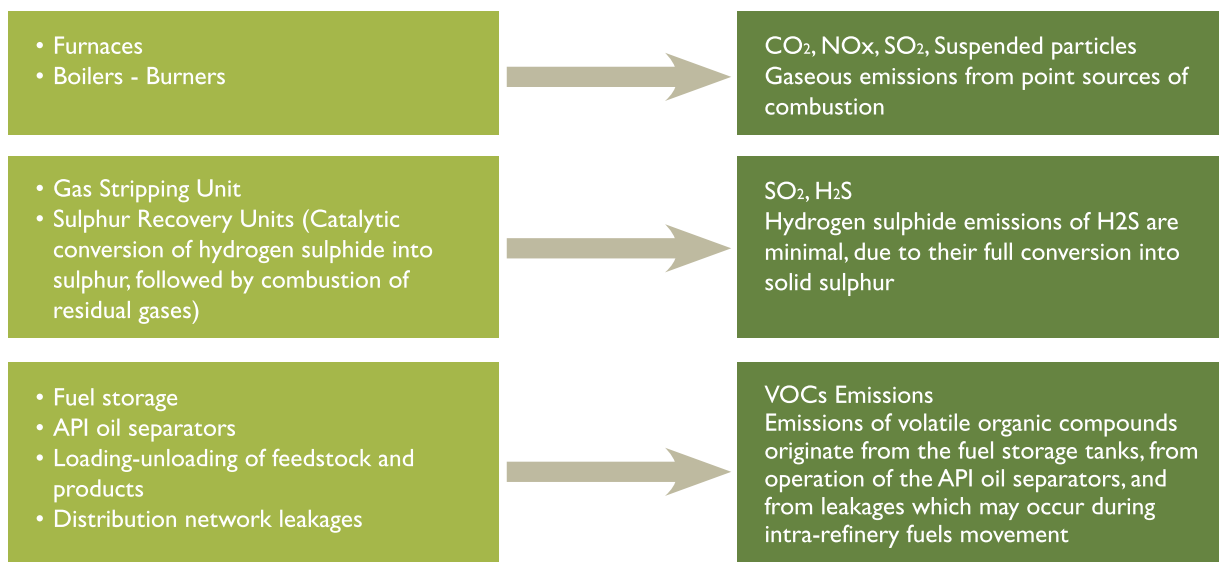 • Furnaces
• Boilers - Burners
CO₂, NOx, SO₂, Suspended particles
Gaseous emissions from point sources of
combustion
• Gas Stripping Unit
• Sulphur Recovery Units (Catalytic
conversion of hydrogen sulphide into
sulphur, followed by combustion of
residual gases)
SO₂, H₂S
Hydrogen sulphide emissions of H2S are
minimal, due to their full conversion into
solid sulphur
• Fuel storage
• API oil separators
• Loading-unloading of feedstock and
products
• Distribution network leakages
VOCs Emissions
Emissions of volatile organic compounds
originate from the fuel storage tanks, from
operation of the API oil separators, and
from leakages which may occur during
intra-refinery fuels movement